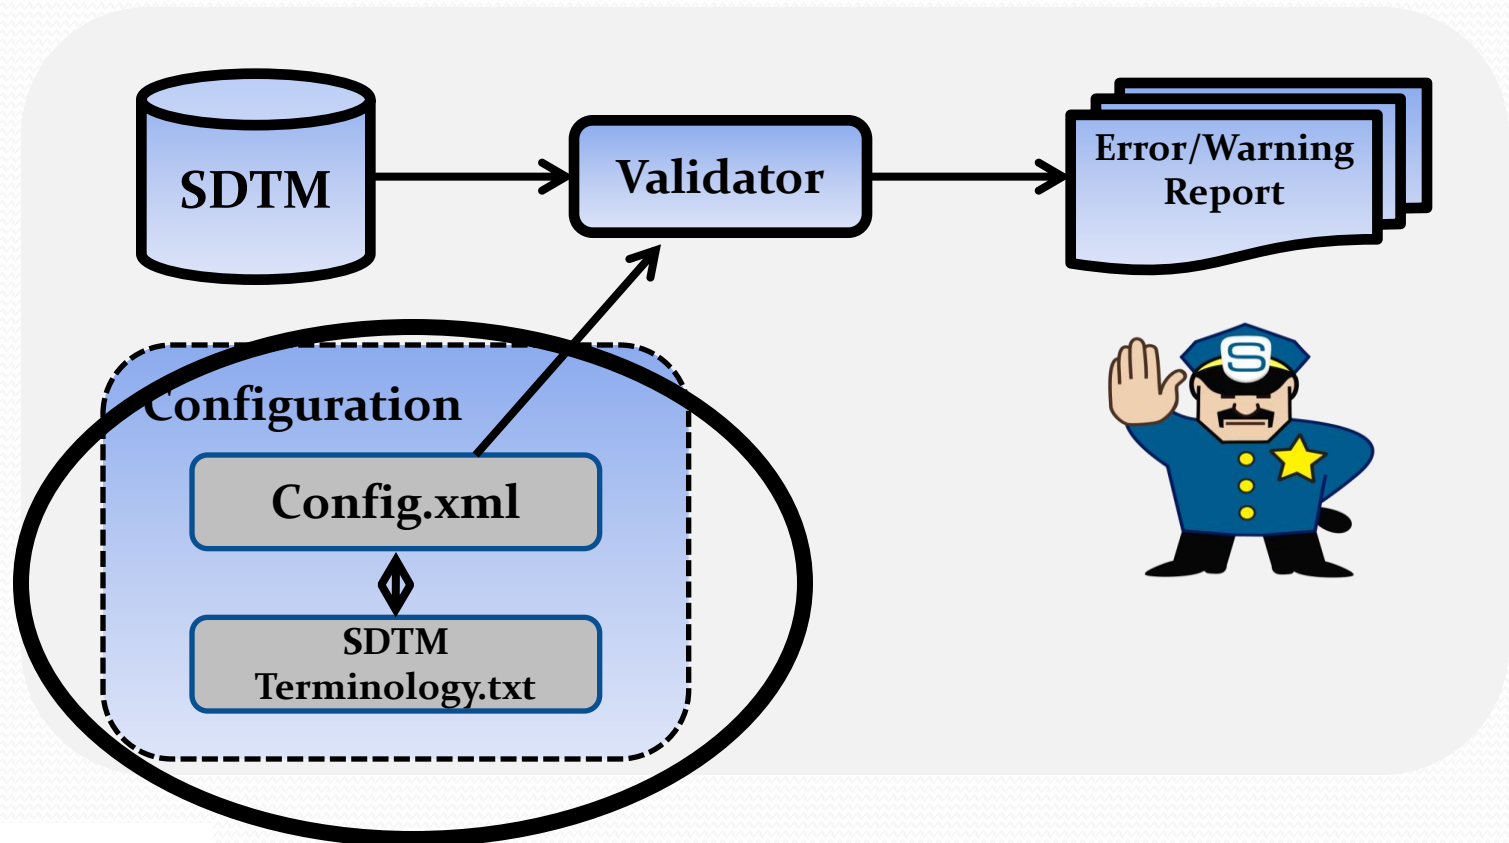 SDTM
Validator
Error/Warning
Report
Configuration
Config.xml
SDTM
Terminology.txt
S